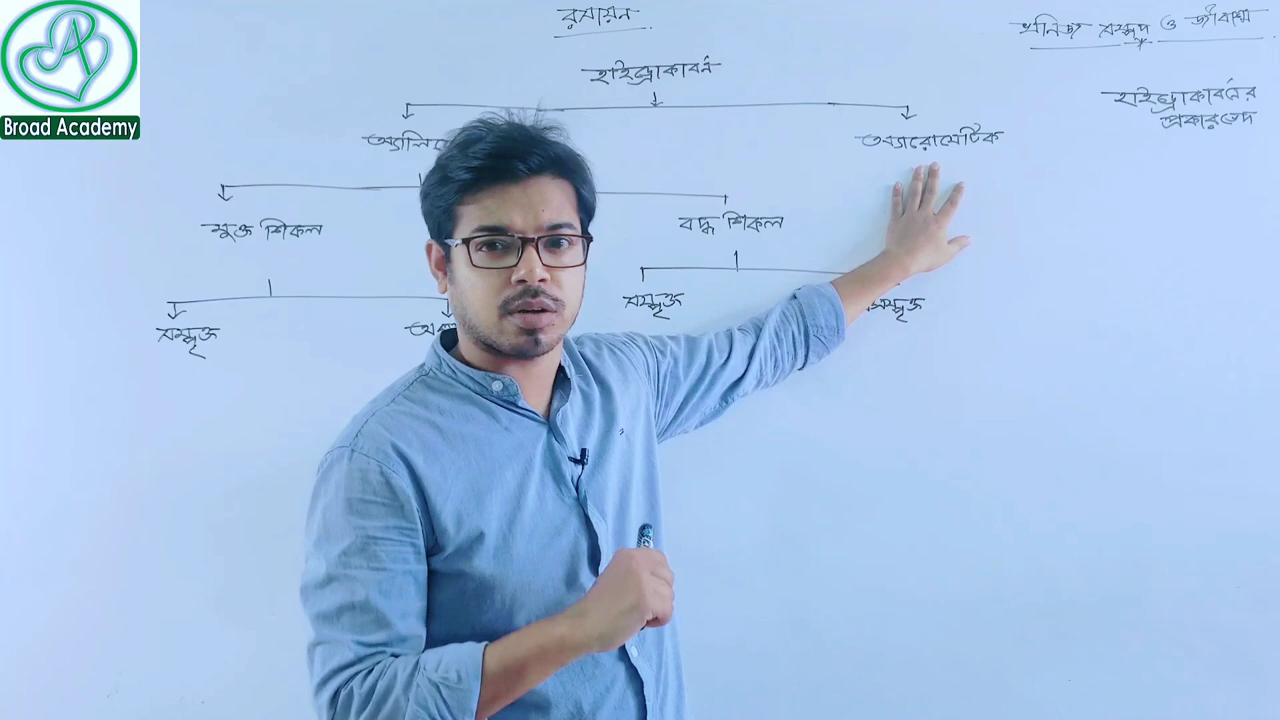 রসায়ন
খনিজ সম্পদ ও জীবাশ্ম
হাইড্রোকার্বন
হাইড্রোকার্বনের
প্রকারভেদ
অ্যারোমেটিক
মুক্ত শিকল
বদ্ধ শিকল
সম্পৃক্ত
সম্পৃক্ত
Broad Academy